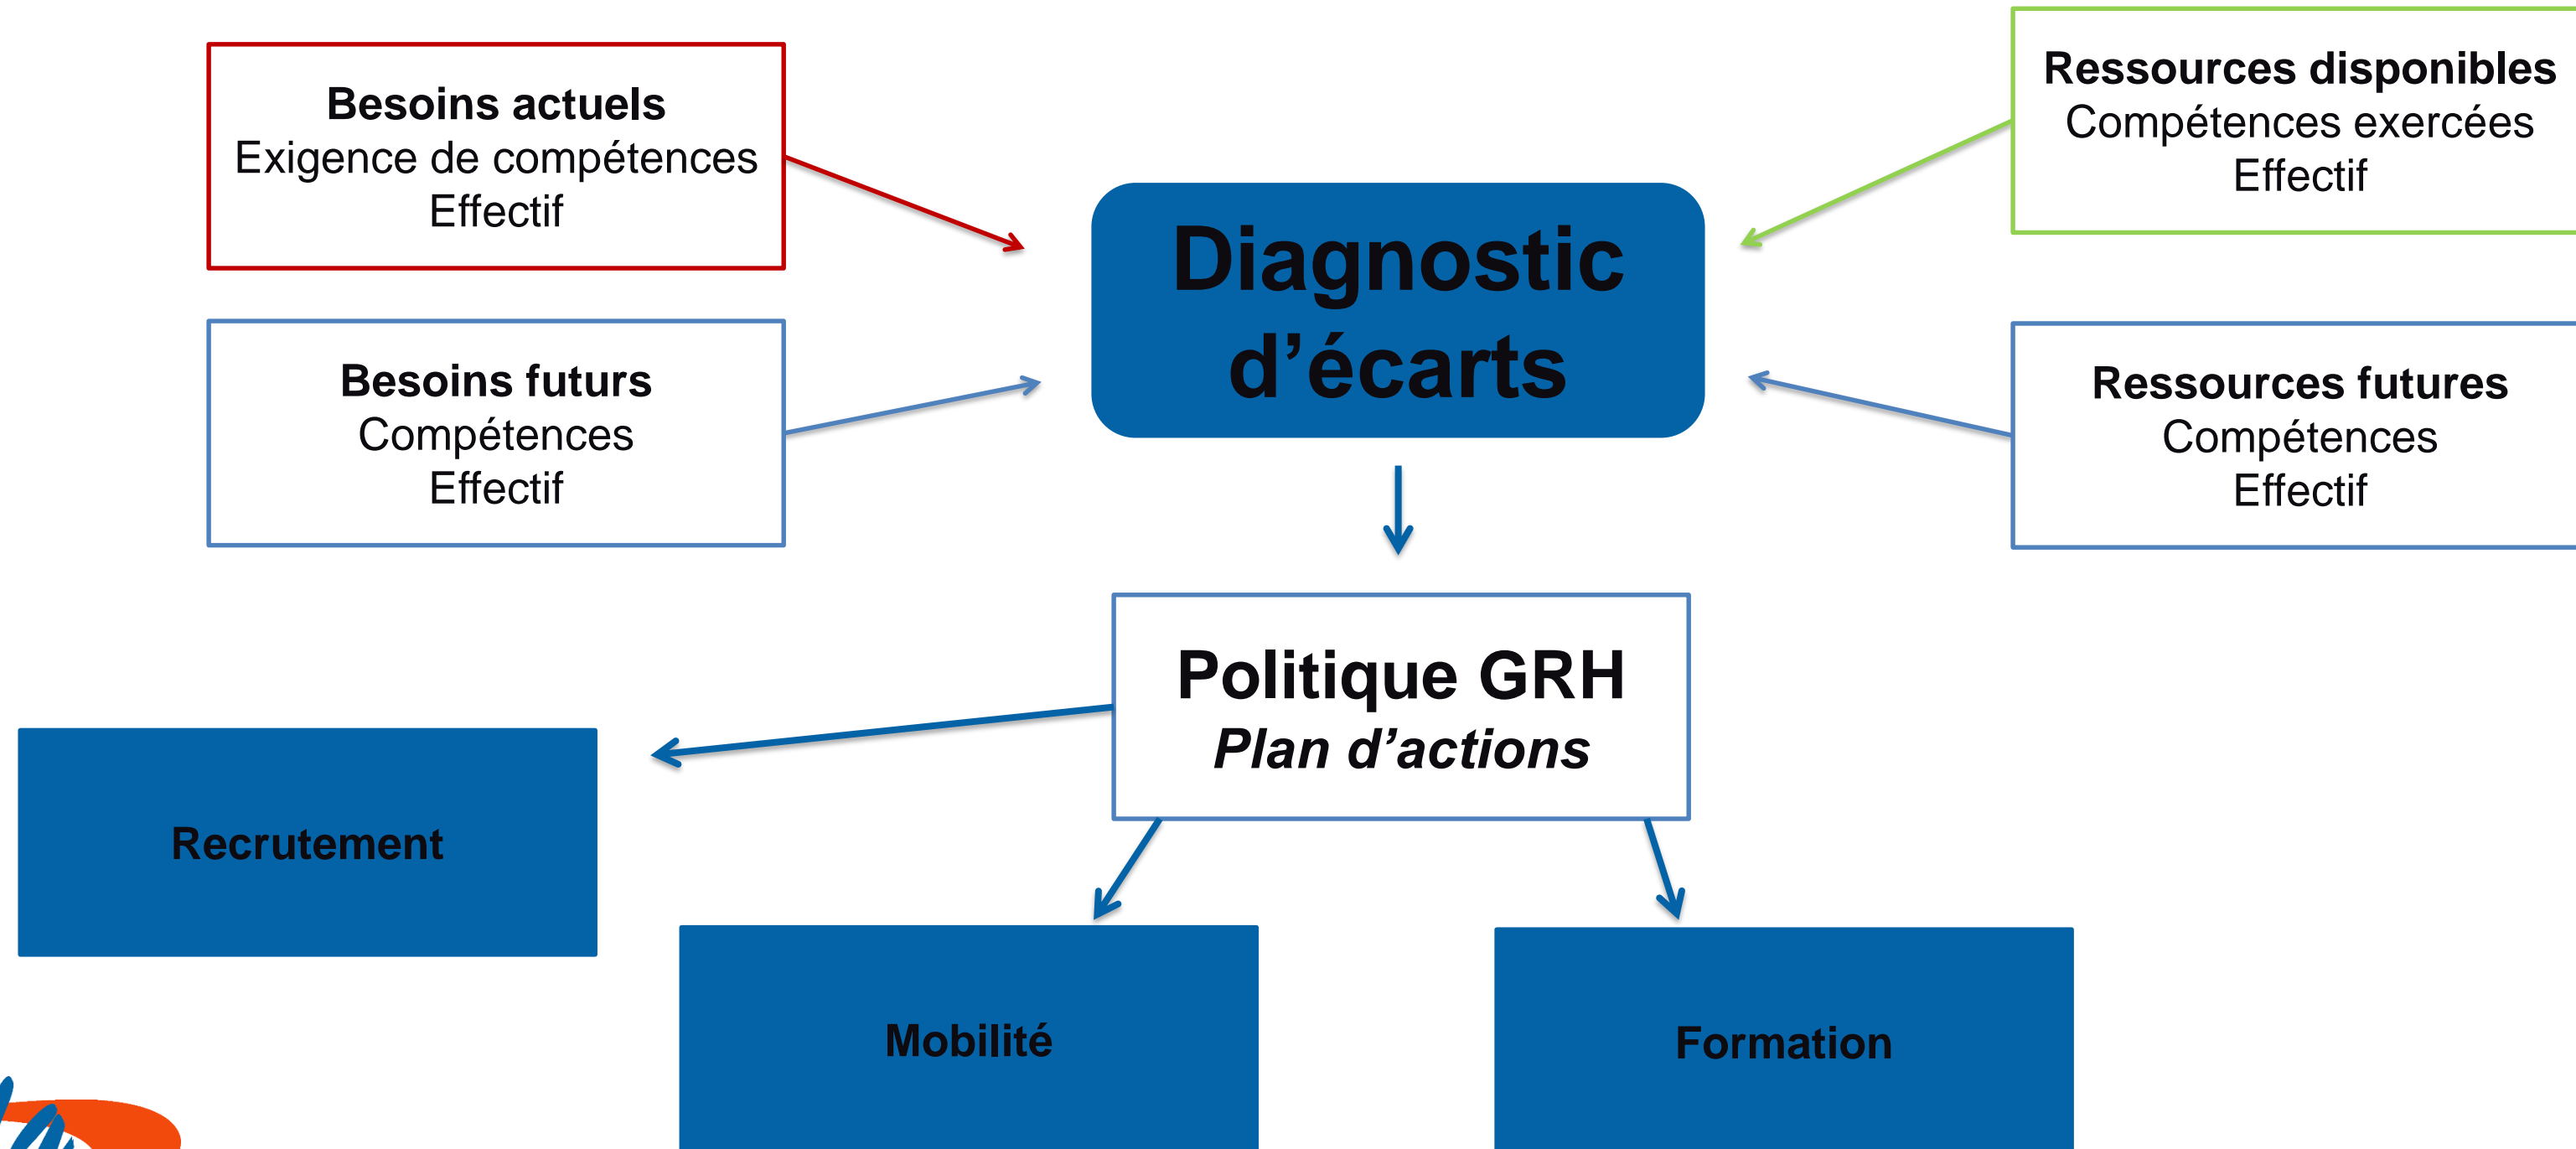 Besoins actuels
Exigence de compétences
Effectif
Ressources disponibles
Compétences exercées
Effectif
Diagnostic
d’écarts
Besoins futurs
Compétences
Effectif
Ressources futures
Compétences
Effectif
Politique GRH
Plan d’actions
Recrutement
Mobilité
Formation